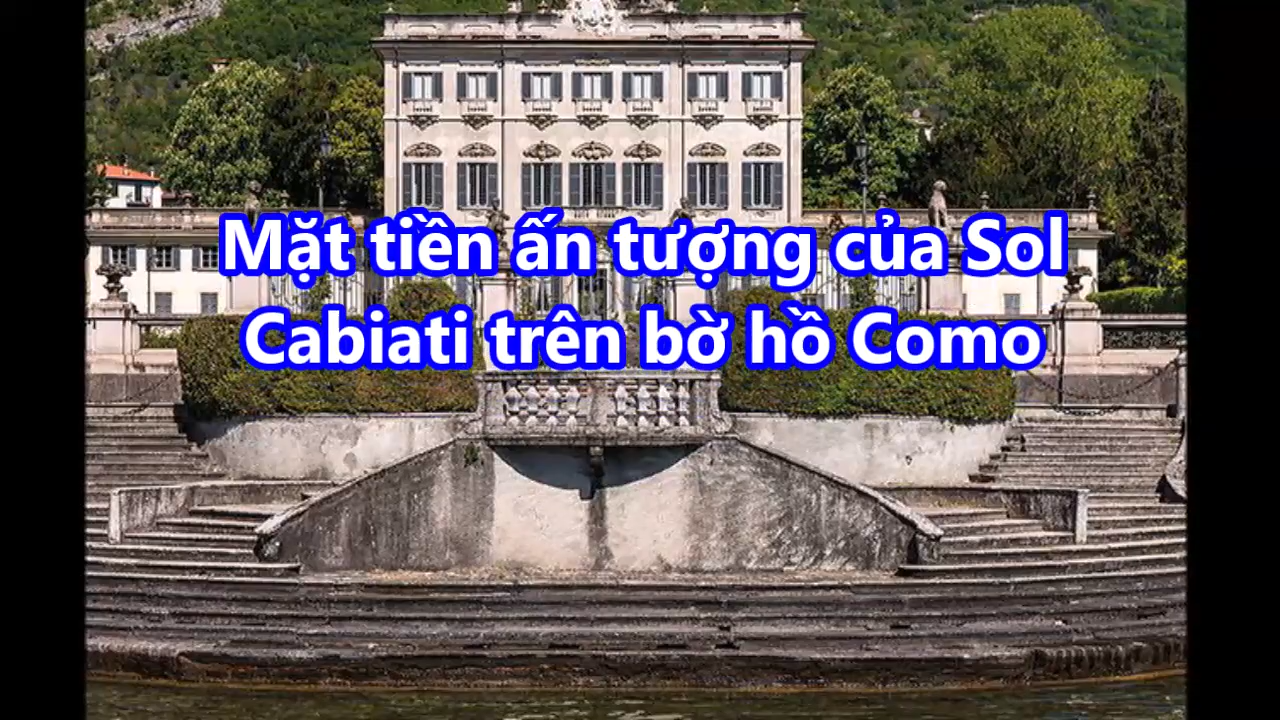 Mặt tiền ấn tượng của Sol
Cabiati trên bờ hồ Como